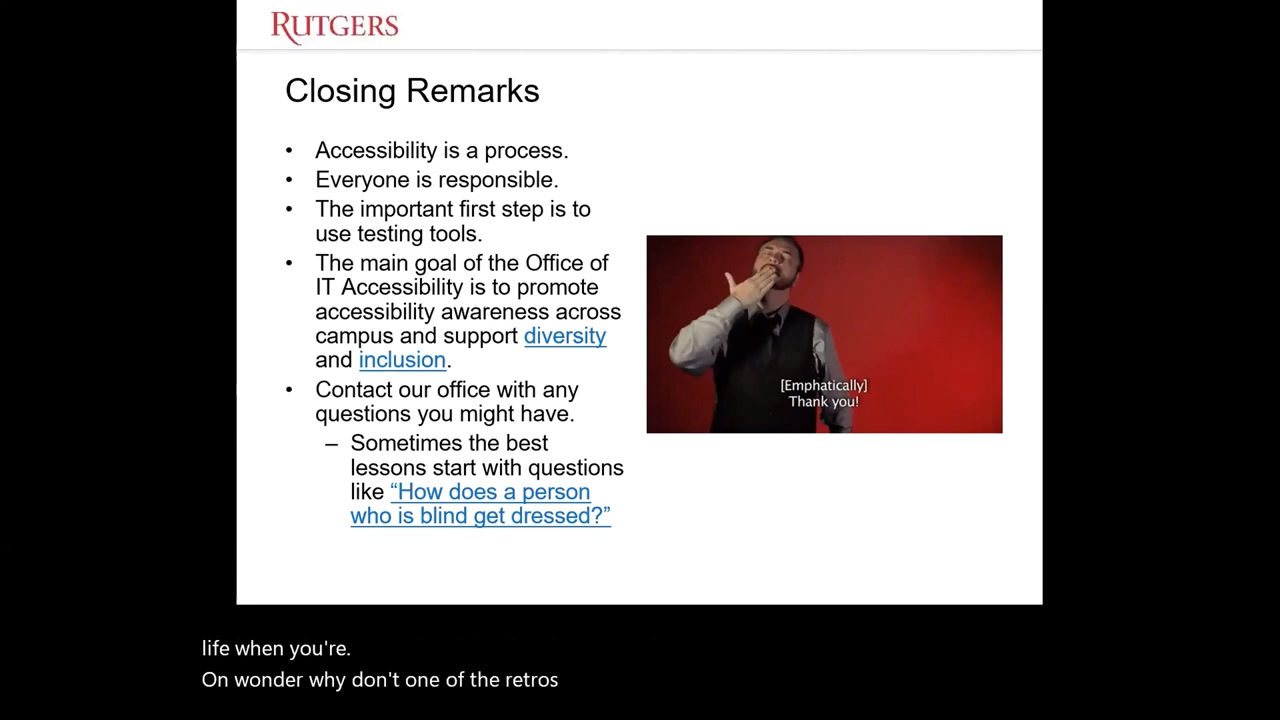 RUTGERS
Closing Remarks
• Accessibility is a process.
• Everyone is responsible.
• The important first step is to
use testing tools.
• The main goal of the Office of
IT Accessibility is to promote
accessibility awareness across
campus and support diversity
and inclusion.
• Contact our office with any
questions you might have.
– Sometimes the best
lessons start with questions
like “How does a person
who is blind get dressed?”
[Emphatically]
Thank you!
life when you're.
On wonder why don't one of the retros